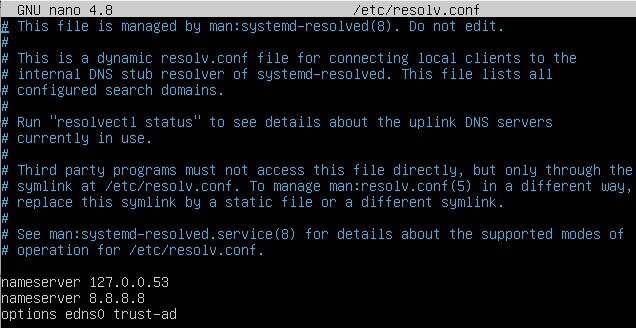 GNU nano 4.8 /etc/resolv.conf
# This file is managed by man:systemd-resolved(8). Do not edit.
#
# This is a dynamic resolv.conf file for connecting local clients to the
# internal DNS stub resolver of systemd-resolved. This file lists all
# configured search domains.
#
# Run "resolvectl status" to see details about the uplink DNS servers
# currently in use.
#
# Third party programs must not access this file directly, but only through the
# symlink at /etc/resolv.conf. To manage man:resolv.conf(5) in a different way,
# replace this symlink by a static file or a different symlink.
#
# See man:systemd-resolved.service(8) for details about the supported modes of
# operation for /etc/resolv.conf.
nameserver 127.0.0.53
nameserver 8.8.8.8
options edns0 trust-ad